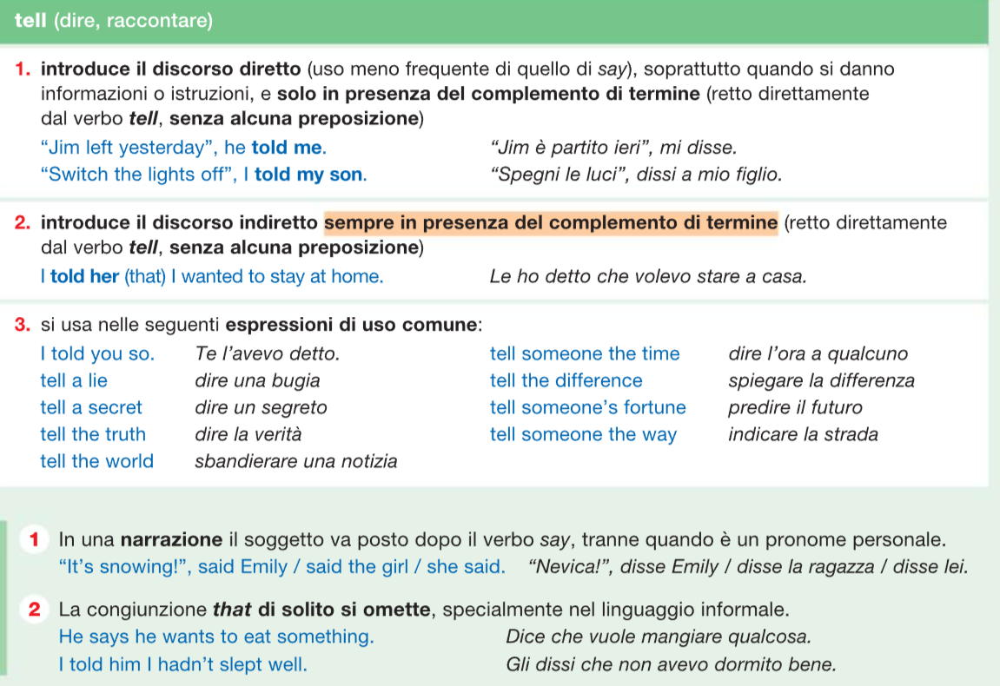 tell (dire, raccontare)
1. introduce il discorso diretto (uso meno frequente di quello di say), soprattutto quando si danno
informazioni o istruzioni, e solo in presenza del complemento di termine (retto direttamente
dal verbo tell, senza alcuna preposizione)
“Jim left yesterday”, he told me. “Jim è partito ieri”, mi disse.
“Switch the lights off”, I told my son. “Spegni le luci”, dissi a mio figlio.
2. introduce il discorso indiretto sempre in presenza del complemento di termine (retto direttamente
dal verbo tell, senza alcuna preposizione)
I told her (that) I wanted to stay at home. Le ho detto che volevo stare a casa.
3. si usa nelle seguenti espressioni di uso comune:
I told you so. Te l’avevo detto. tell someone the time dire l’ora a qualcuno
tell a lie dire una bugia tell the difference spiegare la differenza
tell a secret dire un segreto tell someone’s fortune predire il futuro
tell the truth dire la verità tell someone the way indicare la strada
tell the world sbandierare una notizia
1 In una narrazione il soggetto va posto dopo il verbo say, tranne quando è un pronome personale.
“It’s snowing!”, said Emily / said the girl / she said. “Nevica!”, disse Emily / disse la ragazza / disse lei.
2 La congiunzione that di solito si omette, specialmente nel linguaggio informale.
He says he wants to eat something. Dice che vuole mangiare qualcosa.
I told him I hadn’t slept well. Gli dissi che non avevo dormito bene.